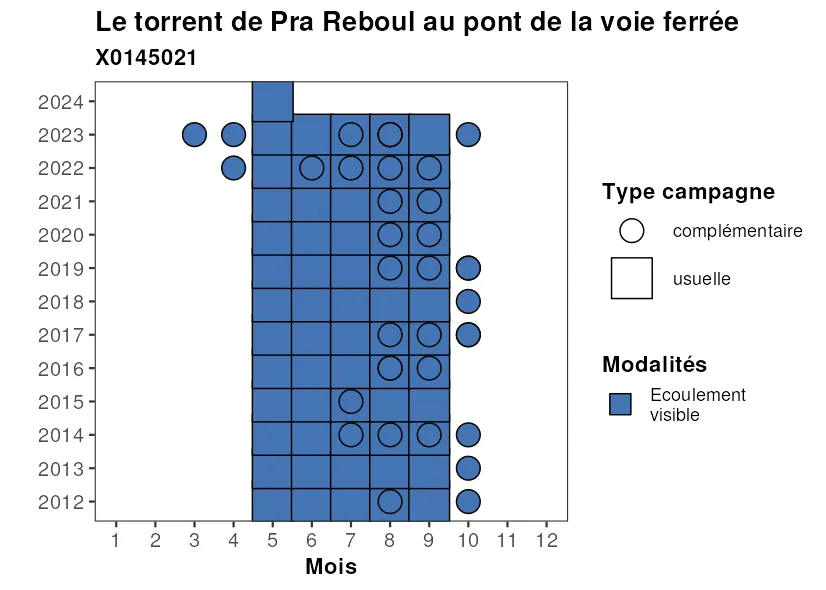 Le torrent de Pra Reboul au pont de la voie ferrée
X0145021
2024
2023
2022
2021
2020
2019
2018
2017
2016
2015
2014
2013
2012
1 2 3 4 5 6 7 8 9 10 11 12
Mois
Type campagne
complémentaire
usuelle
Modalités
Ecoulement
visible